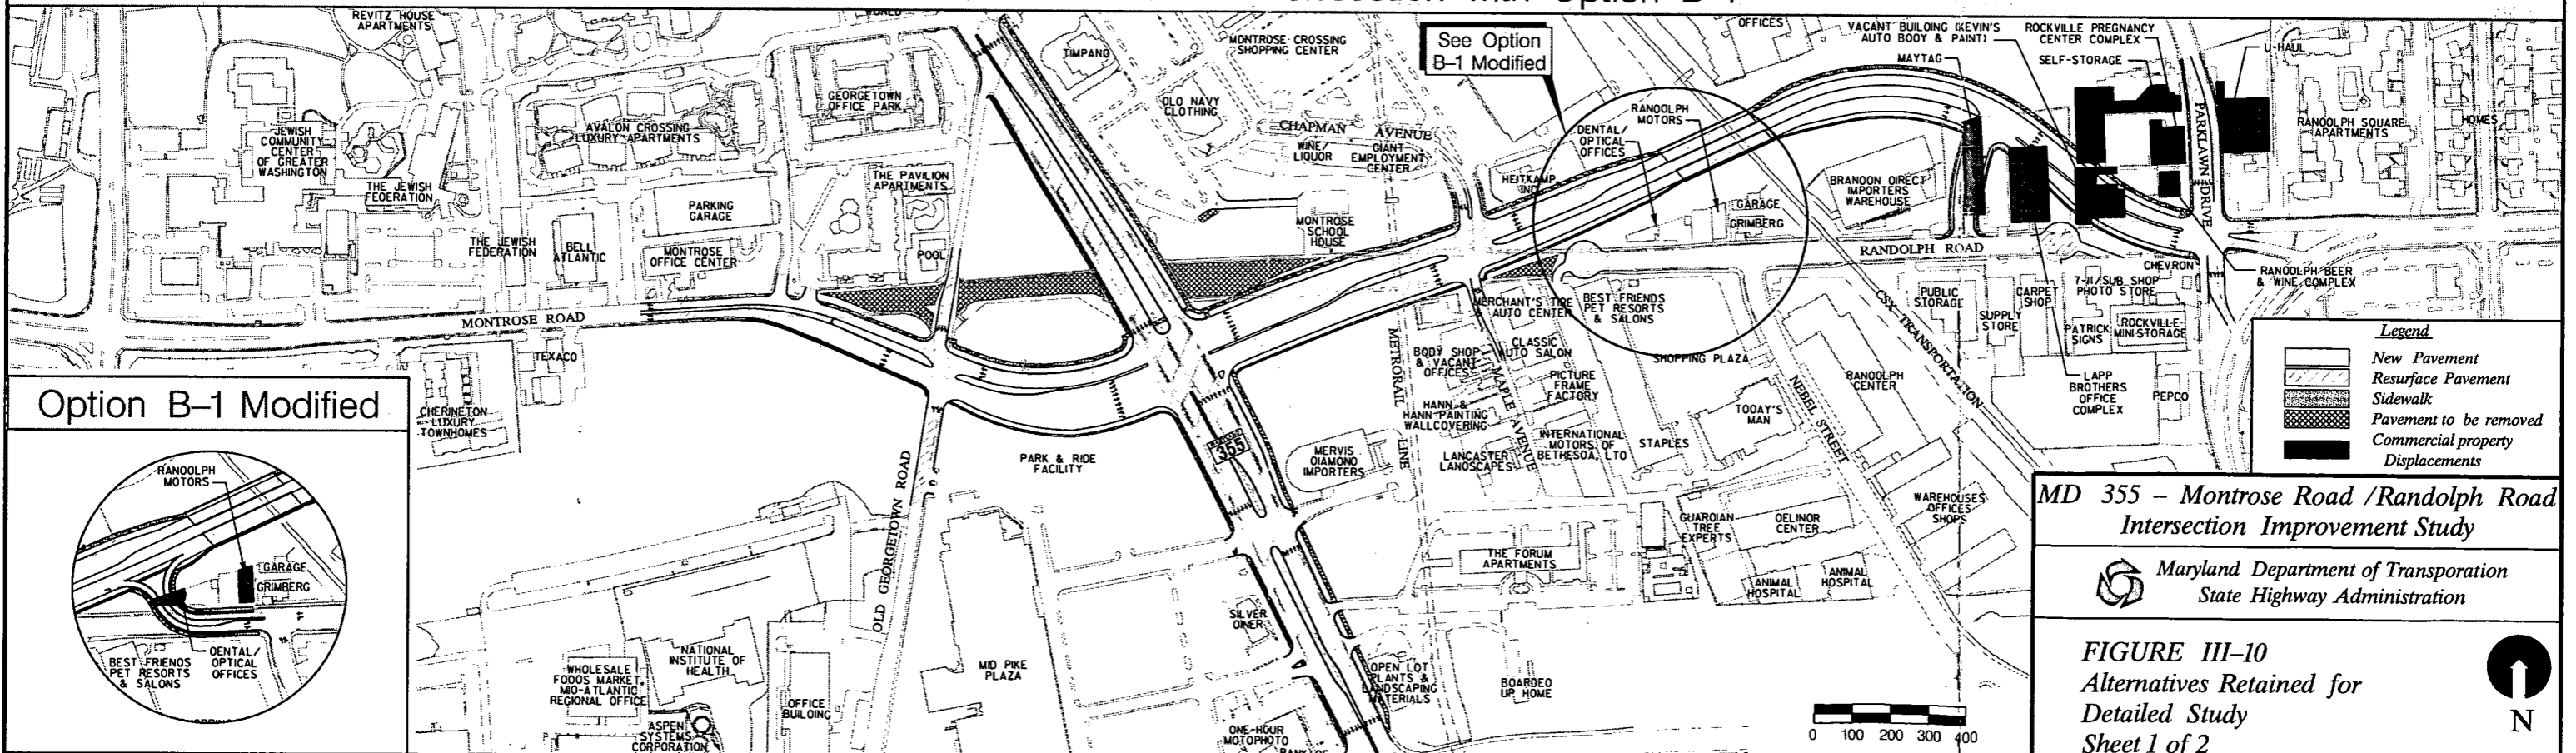 REVITZ HOUSE
APARTMENTS
JEWISH
COMMUNITY
CENTER
OF GREATER
WASHINGTON
THE JEWISH
FEDERATION
AVALON CROSSING
LUXURY APARTMENTS
GEORGETOWN
OFFICE PARK
THE PAVILION
APARTMENTS
PARKING
GARAGE
THE JEWISH
FEDERATION
BELL
ATLANTIC
MONTROSE
OFFICE CENTER
POOL
MONTROSE ROAD
TEXACO
CHERINGTON
LUXURY
TOWNHOMES
TIMPANO
MONTROSE CROSSING
SHOPPING CENTER
OLD NAVY
CLOTHING
CHAPMAN AVENUE
WINE/
LIQUOR
GIANT
EMPLOYMENT
CENTER
MONTROSE
SCHOOL
HOUSE
See Option
B-1 Modified
OFFICES
RANDOLPH
MOTORS
DENTAL/
OPTICAL
OFFICES
HEITKAMP
INC
GARAGE
GRIMBERG
BRANDON DIRECT
IMPORTERS
WAREHOUSE
VACANT BUILDING (KEVIN'S
AUTO BODY & PAINT)
MAYTAG
ROCKVILLE PREGNANCY
CENTER COMPLEX
SELF-STORAGE
U-HAUL
PARKLAWN DRIVE
RANDOLPH SQUARE
APARTMENTS
HOMES
RANDOLPH ROAD
CHEVRON
RANDOLPH BEER
& WINE COMPLEX
7-11/SUB SHOP
PHOTO STORE
PUBLIC
STORAGE
CARPET
SHOP
SUPPLY
STORE
PATRICK
SIGNS
ROCKVILLE
MINI-STORAGE
LAPP
BROTHERS
OFFICE
COMPLEX
PEPCO
CSX TRANSPORTATION
MERCHANT'S TIRE
& AUTO CENTER
BEST FRIENDS
PET RESORTS
& SALONS
METRORAIL LINE
BODY SHOP
& VACANT
OFFICES
CLASSIC
AUTO SALON
MAPLE AVENUE
PICTURE
FRAME
FACTORY
SHOPPING PLAZA
HANN &
HANN PAINTING
WALLCOVERING
LANCASTER
LANDSCAPES
INTERNATIONAL
MOTORS OF
BETHESDA, LTD
STAPLES
TODAY'S
MAN
NEBEL STREET
RANDOLPH
CENTER
WAREHOUSES
OFFICES
SHOPS
PARK & RIDE
FACILITY
355
MERVIS
DIAMOND
IMPORTERS
OLD GEORGETOWN ROAD
THE FORUM
APARTMENTS
GUARDIAN
TREE
EXPERTS
DELINOR
CENTER
ANIMAL
HOSPITAL
ANIMAL
HOSPITAL
SILVER
DINER
OPEN LOT
PLANTS &
LANDSCAPING
MATERIALS
BOARDED
UP HOME
ONE-HOUR
MOTOPHOTO
MID PIKE
PLAZA
NATIONAL
INSTITUTE OF
HEALTH
WHOLESALE
FOODS MARKET,
MID-ATLANTIC
REGIONAL OFFICE
OFFICE
BUILDING
ASPEN
SYSTEMS
CORPORATION
Option B-1 Modified
RANDOLPH
MOTORS
GARAGE
GRIMBERG
DENTAL/
OPTICAL
OFFICES
BEST FRIENDS
PET RESORTS
& SALONS
Legend
New Pavement
Resurface Pavement
Sidewalk
Pavement to be removed
Commercial property
Displacements
0 100 200 300 400
MD 355 - Montrose Road /Randolph Road
Intersection Improvement Study
Maryland Department of Transporation
State Highway Administration
FIGURE III-10
Alternatives Retained for
Detailed Study
Sheet 1 of 2
N